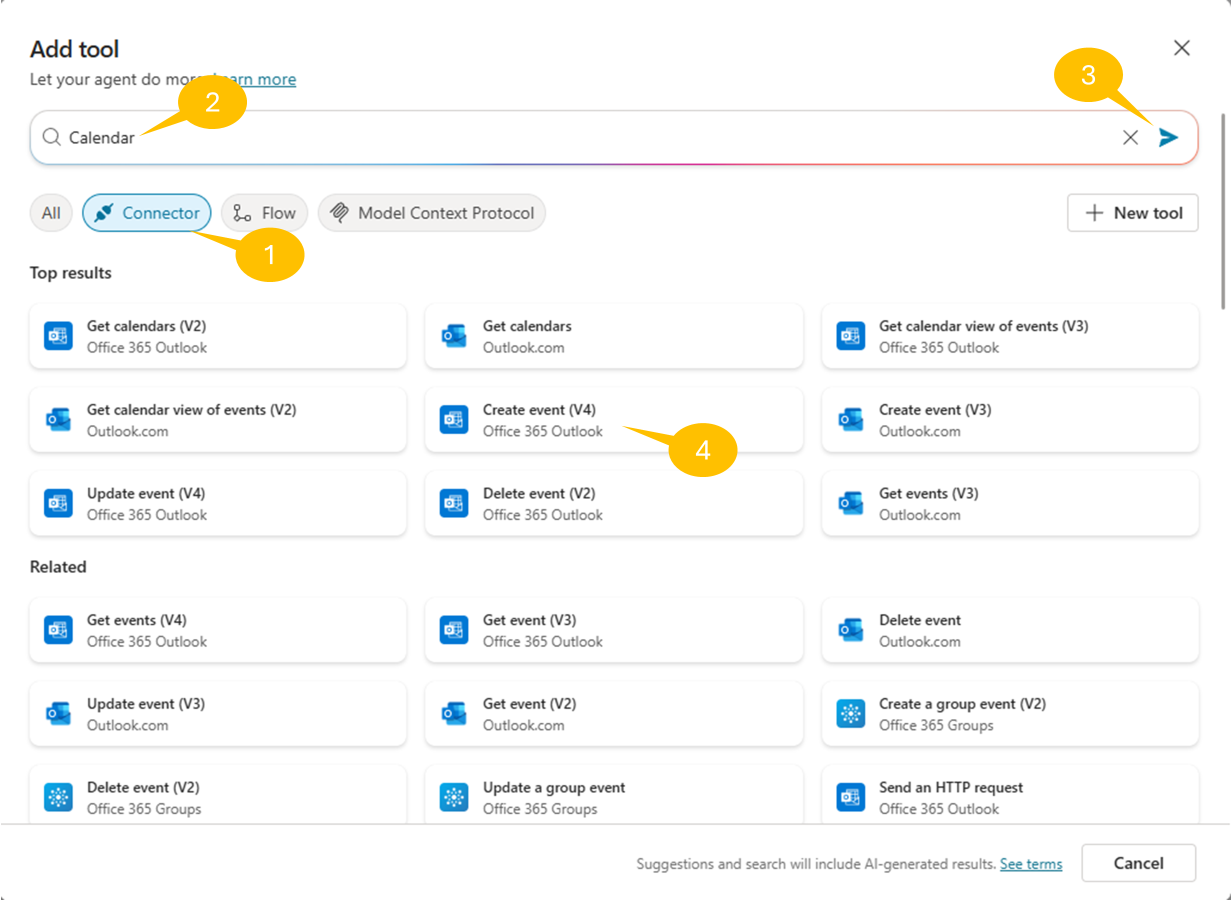 Add tool
Let your agent do more. Learn more
2
3
Calendar
All
Connector
Flow
Model Context Protocol
New tool
1
Top results
Get calendars (V2)
Office 365 Outlook
Get calendars
Outlook.com
Get calendar view of events (V3)
Office 365 Outlook
Get calendar view of events (V2)
Outlook.com
Create event (V4)
Office 365 Outlook
4
Create event (V3)
Outlook.com
Update event (V4)
Office 365 Outlook
Delete event (V2)
Office 365 Outlook
Get events (V3)
Outlook.com
Related
Get events (V4)
Office 365 Outlook
Get event (V3)
Office 365 Outlook
Delete event
Outlook.com
Update event (V3)
Outlook.com
Get event (V2)
Outlook.com
Create a group event (V2)
Office 365 Groups
Delete event (V2)
Office 365 Groups
Update a group event
Office 365 Groups
Send an HTTP request
Office 365 Outlook
Suggestions and search will include AI-generated results. See terms
Cancel